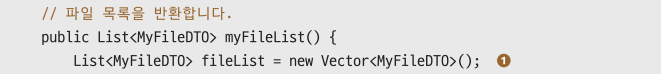 // 파일 목록을 반환합니다.
public List<MyFileDTO> myFileList() {
    List<MyFileDTO> fileList = new Vector<MyFileDTO>(); ❶